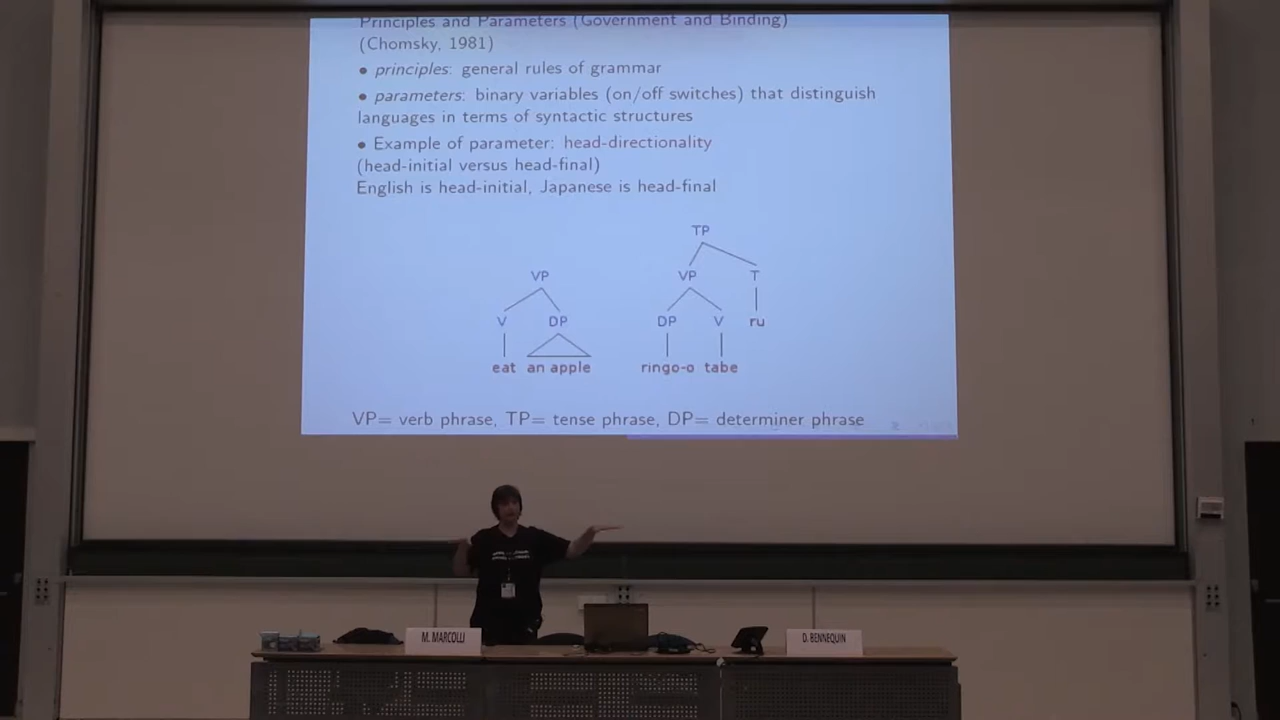 Principles and Parameters (Government and Binding)
(Chomsky, 1981)
• principles: general rules of grammar
• parameters: binary variables (on/off switches) that distinguish
languages in terms of syntactic structures
• Example of parameter: head-directionality
(head-initial versus head-final)
English is head-initial, Japanese is head-final
TP
VP VP T
V DP DP V ru
eat an apple ringo-o tabe
VP= verb phrase, TP= tense phrase, DP= determiner phrase
M. MARCOLLI D. BENNEQUIN